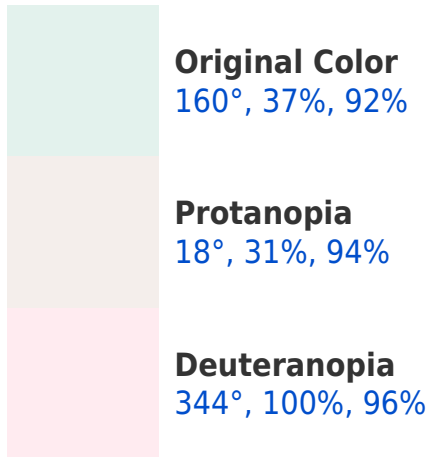 Original Color
160°, 37%, 92%
Protanopia
18°, 31%, 94%
Deuteranopia
344°, 100%, 96%